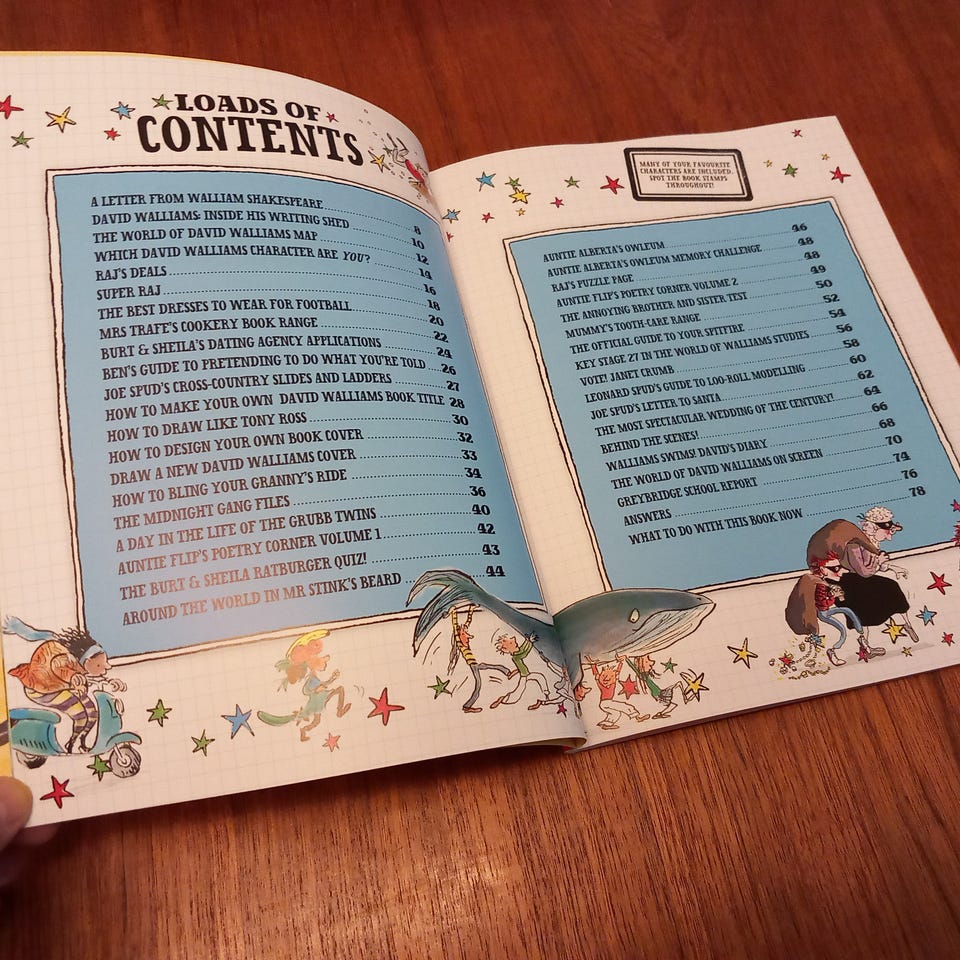 LOADS OF
CONTENTS
A LETTER FROM WALLIAM SHAKESPEARE 8
DAVID WALLIAMS: INSIDE HIS WRITING SHED 10
THE WORLD OF DAVID WALLIAMS MAP 12
WHICH DAVID WALLIAMS CHARACTER ARE YOU? 14
RAJ'S DEALS 16
SUPER RAJ 18
THE BEST DRESSES TO WEAR FOR FOOTBALL 20
MRS TRAFE'S COOKERY BOOK RANGE 22
BURT & SHEILA'S DATING AGENCY APPLICATIONS 24
BEN'S GUIDE TO PRETENDING TO DO WHAT YOU'RE TOLD 26
JOE SPUD'S CROSS-COUNTRY SLIDES AND LADDERS 27
HOW TO MAKE YOUR OWN DAVID WALLIAMS BOOK TITLE 28
HOW TO DRAW LIKE TONY ROSS 30
HOW TO DESIGN YOUR OWN BOOK COVER 32
DRAW A NEW DAVID WALLIAMS COVER 33
HOW TO BLING YOUR GRANNY'S RIDE 34
THE MIDNIGHT GANG FILES 36
A DAY IN THE LIFE OF THE GRUBB TWINS 40
AUNTIE FLIP'S POETRY CORNER VOLUME 1 42
THE BURT & SHEILA RATBURGER QUIZ! 43
AROUND THE WORLD IN MR STINK'S BEARD 44
MANY OF YOUR FAVOURITE
CHARACTERS ARE INCLUDED.
SPOT THE BOOK STAMPS
THROUGHOUT!
AUNTIE ALBERTA'S OWLEUM 46
AUNTIE ALBERTA'S OWLEUM MEMORY CHALLENGE 48
RAJ'S PUZZLE PAGE 48
AUNTIE FLIP'S POETRY CORNER VOLUME 2 49
THE ANNOYING BROTHER AND SISTER TEST 50
MUMMY'S TOOTH-CARE RANGE 52
THE OFFICIAL GUIDE TO YOUR SPITFIRE 54
KEY STAGE 27 IN THE WORLD OF WALLIAMS STUDIES 56
VOTE! JANET CRUMB 58
LEONARD SPUD'S GUIDE TO LOO-ROLL MODELLING 60
JOE SPUD'S LETTER TO SANTA 62
THE MOST SPECTACULAR WEDDING OF THE CENTURY! 64
BEHIND THE SCENES! 66
WALLIAMS SWIMS! DAVID'S DIARY 68
THE WORLD OF DAVID WALLIAMS ON SCREEN 70
GREYBRIDGE SCHOOL REPORT 74
ANSWERS 76
WHAT TO DO WITH THIS BOOK NOW 78